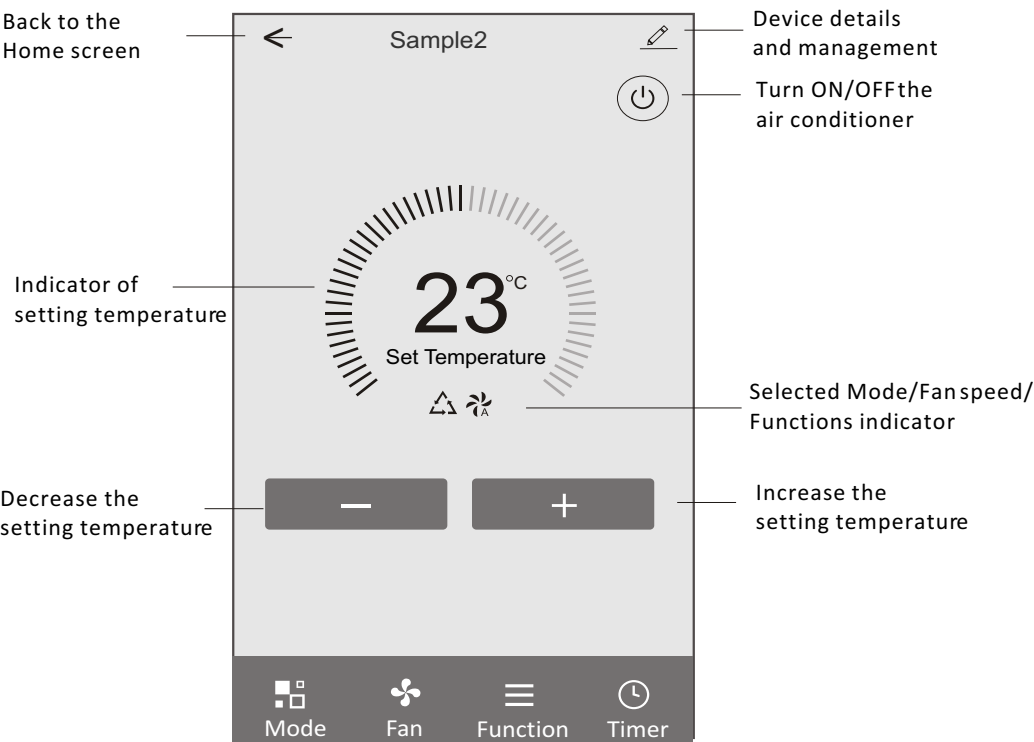 Back to the
Home screen
Sample2
Device details
and management
Turn ON/OFF the
air conditioner
Indicator of
setting temperature
23°C
Set Temperature
A
Selected Mode/Fan speed/
Functions indicator
Decrease the
setting temperature
Increase the
setting temperature
Mode Fan Function Timer